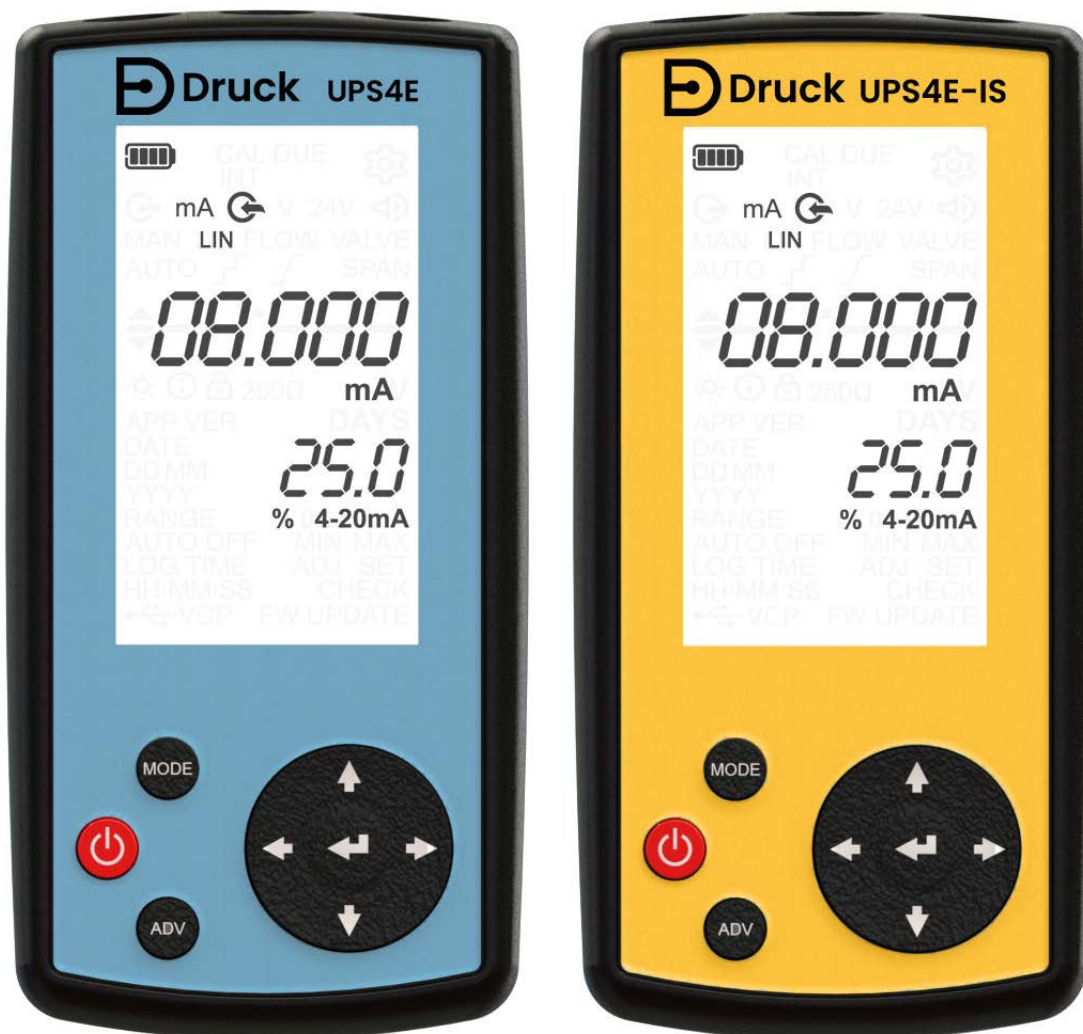 Druck UPS4E
CAL DUE
INT
mA V 24V
MAN LIN FLOW VALVE
AUTO SPAN
08.000
250Ω mA V
APP VER DAYS
DATE
DD MM
25.0
YYYY
RANGE % 4-20mA
AUTO OFF MIN MAX
LOG TIME ADJ SET
HH:MM:SS CHECK
VCP FW UPDATE
MODE
ADV
Druck UPS4E-IS
CAL DUE
INT
mA V 24V
MAN LIN FLOW VALVE
AUTO SPAN
08.000
250Ω mA V
APP VER DAYS
DATE
DD MM
25.0
YYYY
RANGE % 4-20mA
AUTO OFF MIN MAX
LOG TIME ADJ SET
HH:MM:SS CHECK
VCP FW UPDATE
MODE
ADV